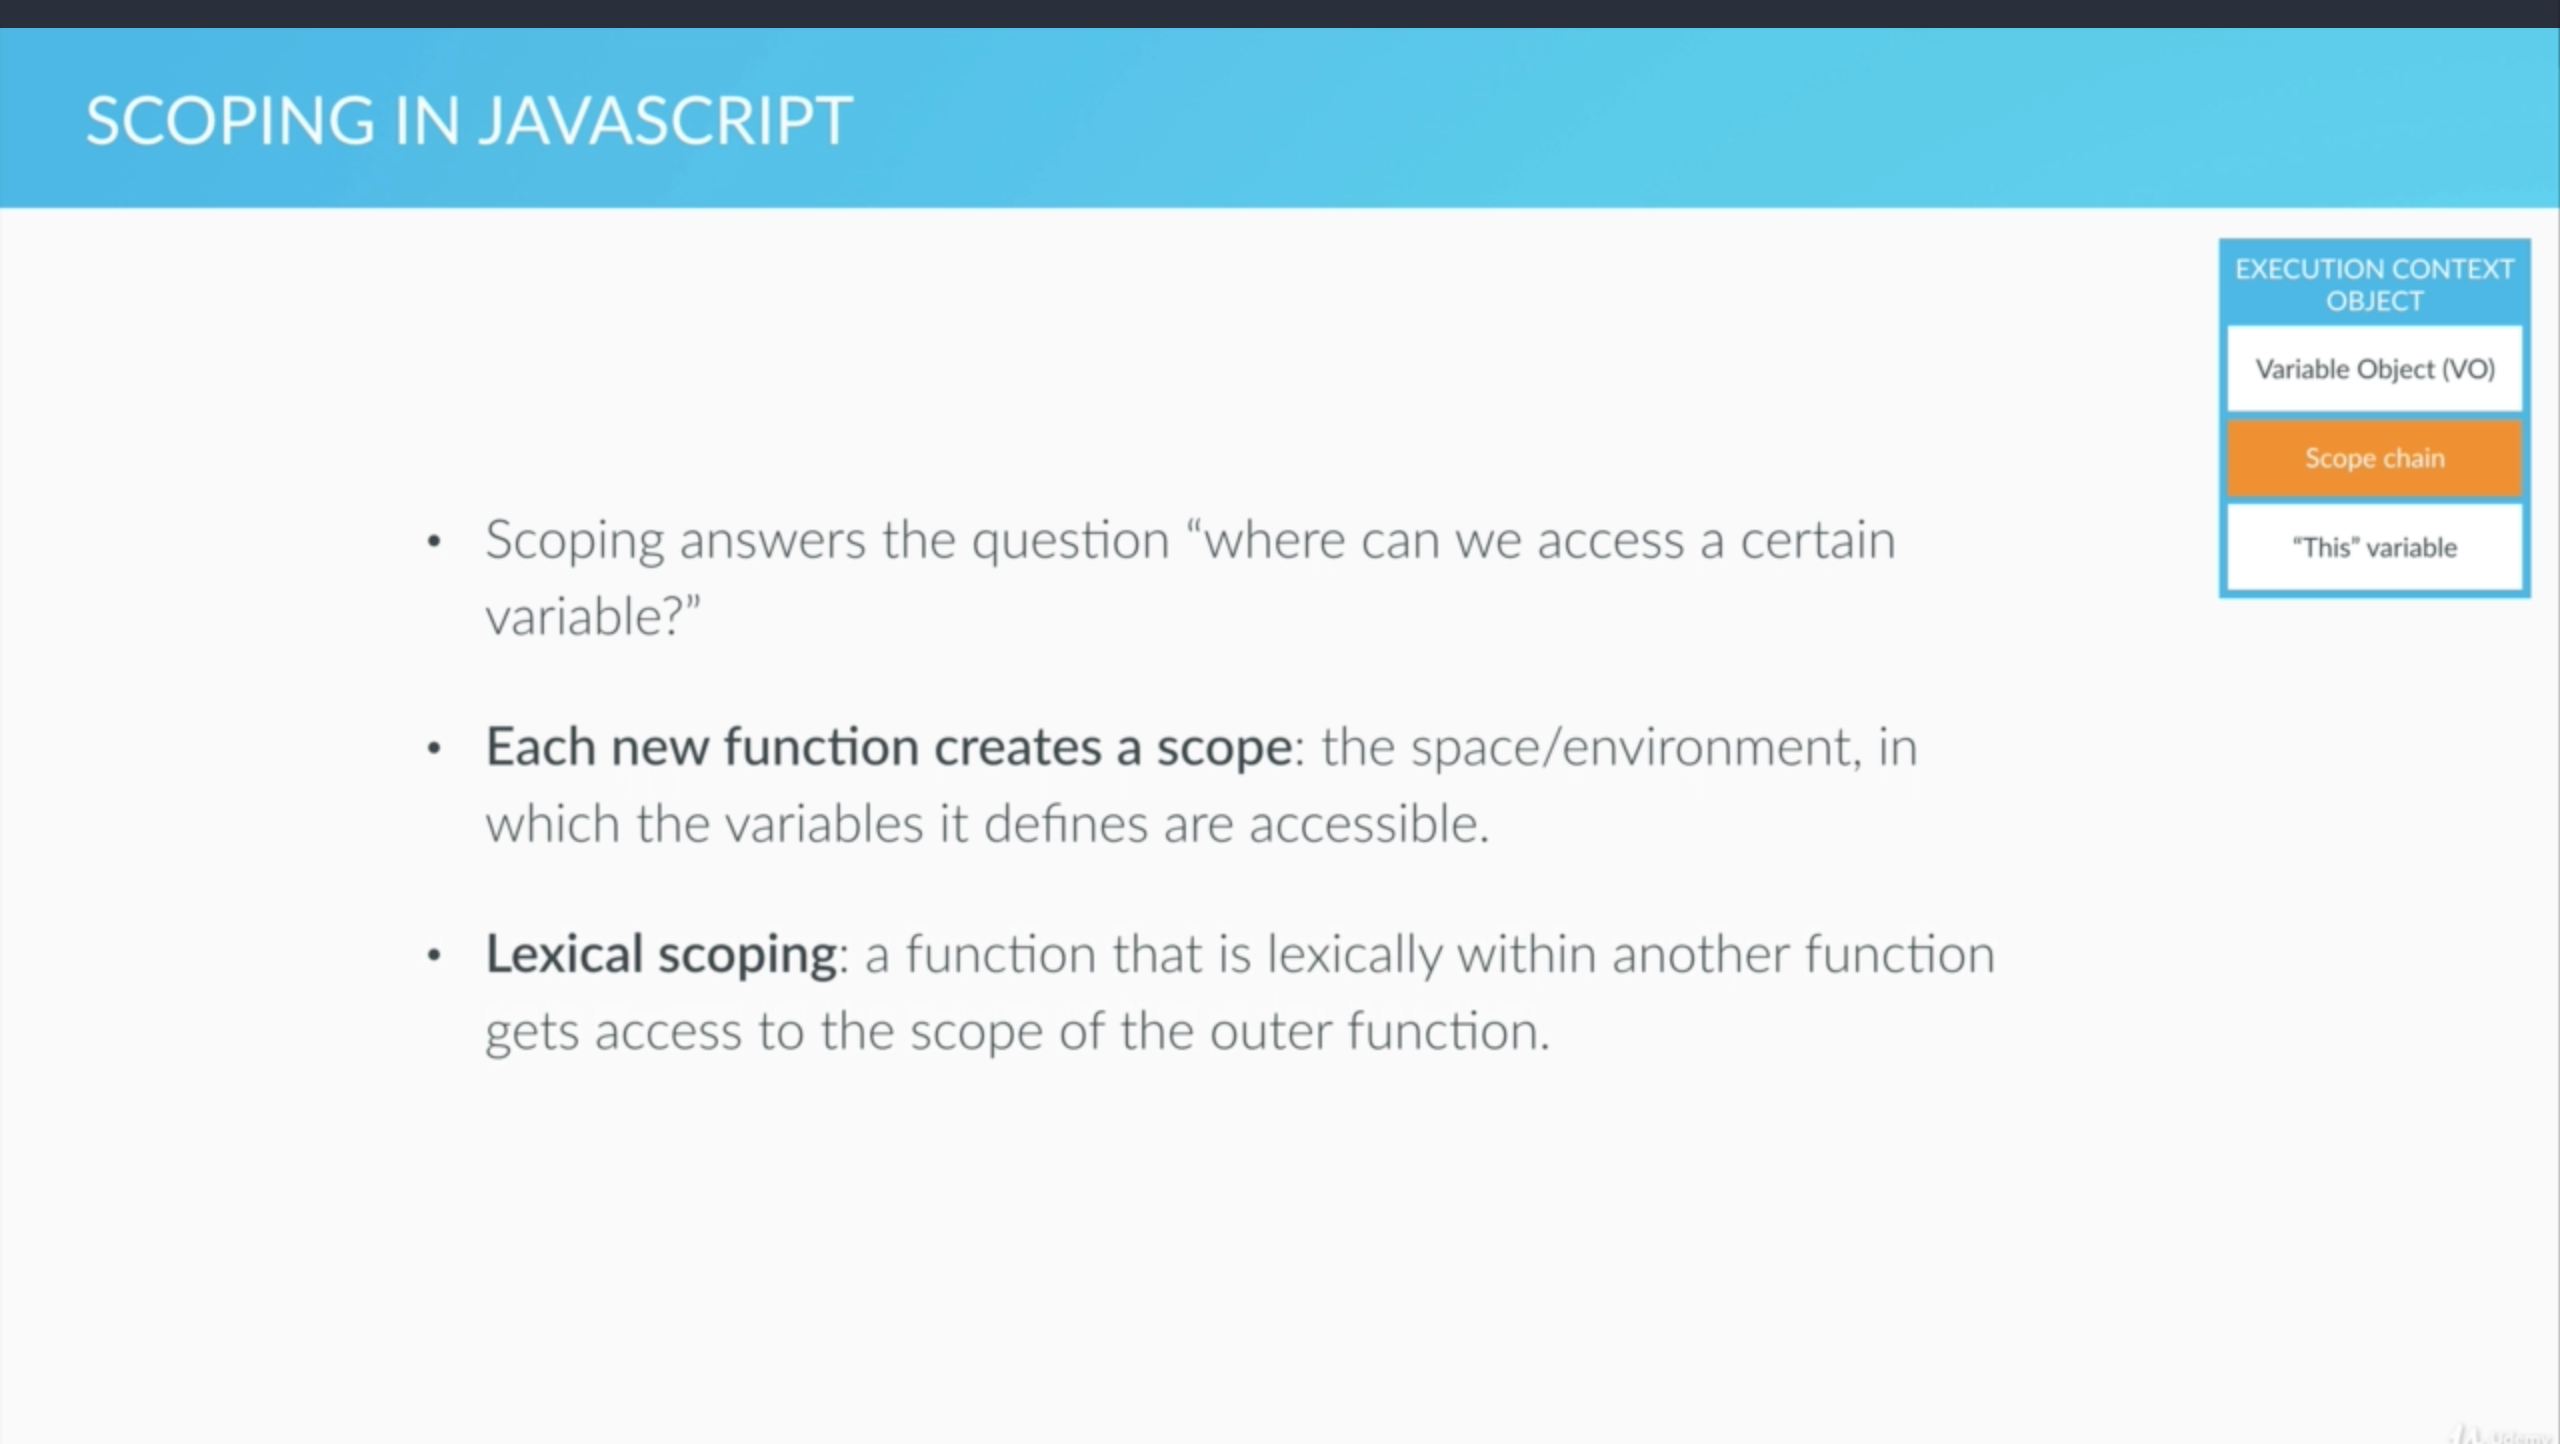 SCOPING IN JAVASCRIPT
EXECUTION CONTEXT
OBJECT
Variable Object (VO)
Scope chain
“This” variable
• Scoping answers the question “where can we access a certain
variable?”
• Each new function creates a scope: the space/environment, in
which the variables it defines are accessible.
• Lexical scoping: a function that is lexically within another function
gets access to the scope of the outer function.